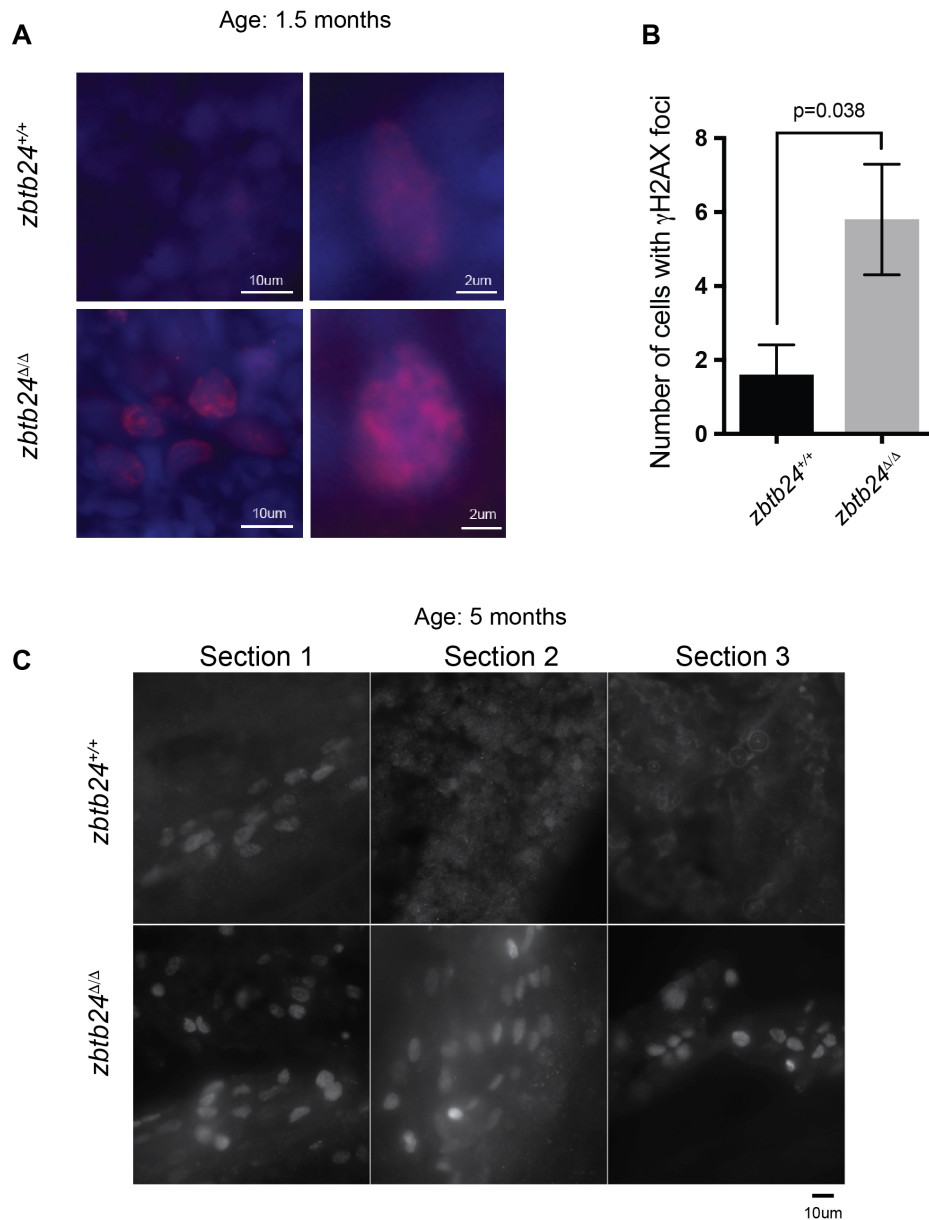 Age: 1.5 months
A
zbtb24+/+
10um
2um
zbtb24Δ/Δ
10um
2um
B
p=0.038
Number of cells with γH2AX foci
8
6
4
2
0
zbtb24+/+
zbtb24Δ/Δ
Age: 5 months
C
Section 1 Section 2 Section 3
zbtb24+/+
zbtb24Δ/Δ
10um